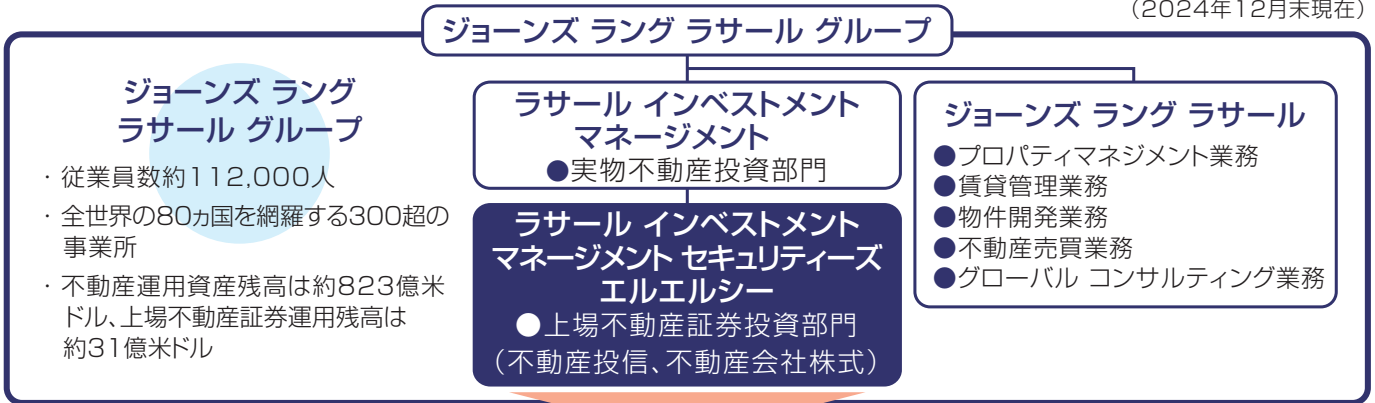 （2024年12月末現在）
ジョーンズ ラング ラサール グループ
ジョーンズ ラング
ラサール グループ
・従業員数約112,000人
・全世界の80ヵ国を網羅する300超の
事業所
・不動産運用資産残高は約823億米
ドル、上場不動産証券運用残高は
約31億米ドル
ラサール インベストメント
マネージメント
●実物不動産投資部門
ラサール インベストメント
マネージメント セキュリティーズ
エルエルシー
●上場不動産証券投資部門
（不動産投信、不動産会社株式）
ジョーンズ ラング ラサール
●プロパティマネジメント業務
●賃貸管理業務
●物件開発業務
●不動産売買業務
●グローバル コンサルティング業務